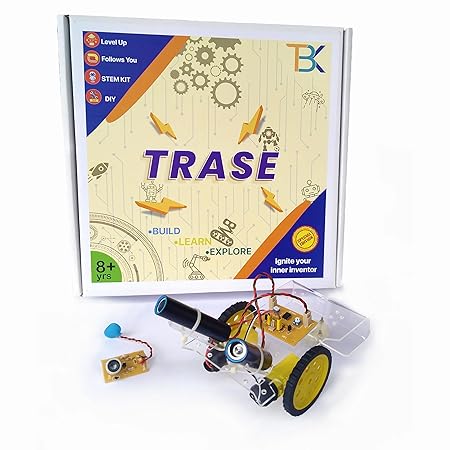 Level Up
Follows You
STEM KIT
DIY
TBK
TRASE
•BUILD
•LEARN
•EXPLORE
8+
yrs
Ignite your
inner inventor